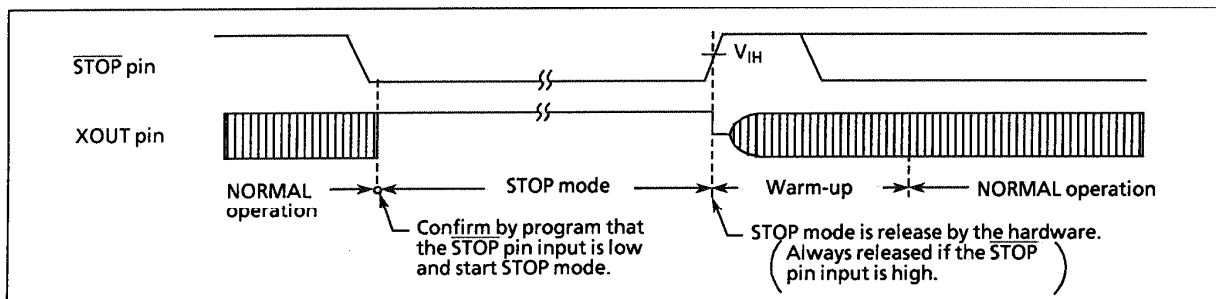 STOP pin
VIH
XOUT pin
NORMAL operation
STOP mode
Warm-up
NORMAL operation
Confirm by program that
the STOP pin input is low
and start STOP mode.
STOP mode is release by the hardware.
(Always released if the STOP
pin input is high.)